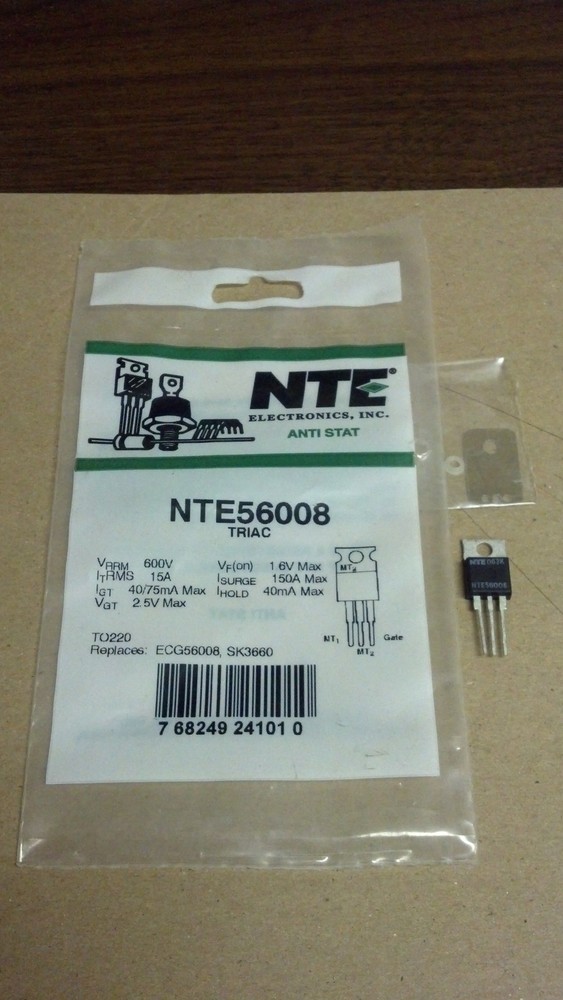 NTE®
ELECTRONICS, INC.
ANTI STAT
NTE56008
TRIAC
VRRM 600V VF(on) 1.6V Max
ITRMS 15A ISURGE 150A Max
IGT 40/75mA Max IHOLD 40mA Max
VGT 2.5V Max
MT2
MT1 Gate
MT2
TO220
Replaces: ECG56008, SK3660
7 68249 24101 0
NTE
NTE56008